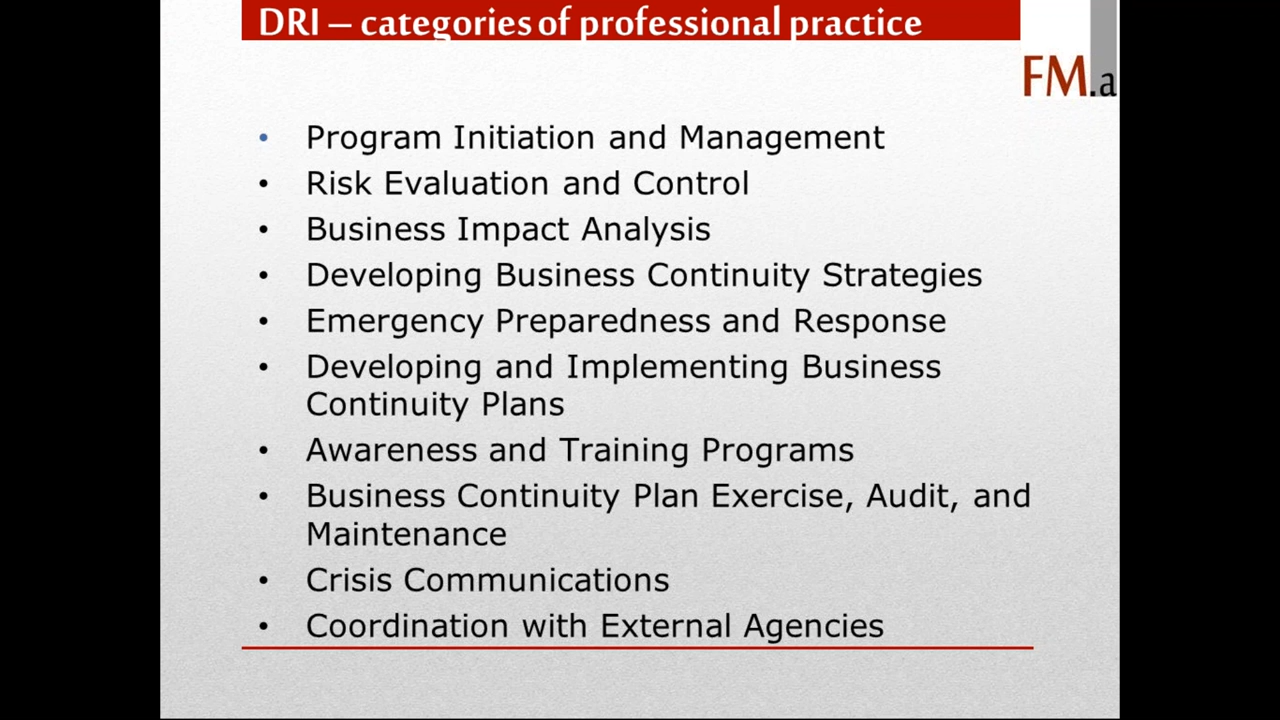 DRI – categories of professional practice
FM.a
• Program Initiation and Management
• Risk Evaluation and Control
• Business Impact Analysis
• Developing Business Continuity Strategies
• Emergency Preparedness and Response
• Developing and Implementing Business
Continuity Plans
• Awareness and Training Programs
• Business Continuity Plan Exercise, Audit, and
Maintenance
• Crisis Communications
• Coordination with External Agencies